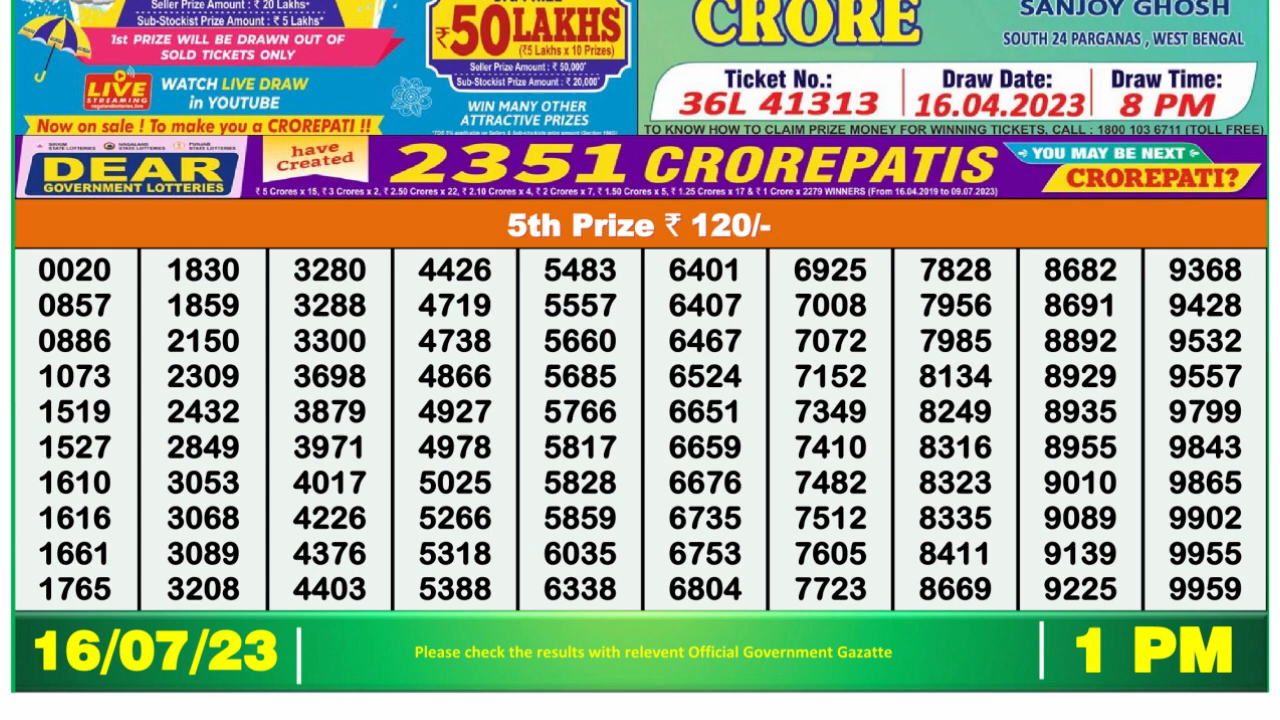 Seller Prize Amount : ₹ 20 Lakhs*
Sub-Stockist Prize Amount : ₹ 5 Lakhs*
1st PRIZE WILL BE DRAWN OUT OF
SOLD TICKETS ONLY
LIVE
STREAMING
WATCH LIVE DRAW
in YOUTUBE
Now on sale ! To make you a CROREPATI !!
₹50 LAKHS
(₹5 Lakhs x 10 Prizes)
Seller Prize Amount : ₹ 50,000*
Sub-Stockist Prize Amount : ₹ 20,000*
WIN MANY OTHER
ATTRACTIVE PRIZES
CRORE
SANJOY GHOSH
SOUTH 24 PARGANAS , WEST BENGAL
Ticket No.: Draw Date: Draw Time:
36L 41313 16.04.2023 8 PM
TO KNOW HOW TO CLAIM PRIZE MONEY FOR WINNING TICKETS, CALL : 1800 103 6711 (TOLL FREE)
SIKKIM STATE LOTTERIES NAGALAND STATE LOTTERIES PUNJAB STATE LOTTERIES
DEAR
GOVERNMENT LOTTERIES
have
Created
2351 CROREPATIS
₹ 5 Crores x 15, ₹ 3 Crores x 2, ₹ 2.50 Crores x 22, ₹ 2.10 Crores x 4, ₹ 2 Crores x 7, ₹ 1.50 Crores x 5, ₹ 1.25 Crores x 17 & ₹ 1 Crore x 2279 WINNERS (From 16.04.2019 to 09.07.2023)
YOU MAY BE NEXT
CROREPATI?
5th Prize ₹ 120/-
0020 1830 3280 4426 5483 6401 6925 7828 8682 9368
0857 1859 3288 4719 5557 6407 7008 7956 8691 9428
0886 2150 3300 4738 5660 6467 7072 7985 8892 9532
1073 2309 3698 4866 5685 6524 7152 8134 8929 9557
1519 2432 3879 4927 5766 6651 7349 8249 8935 9799
1527 2849 3971 4978 5817 6659 7410 8316 8955 9843
1610 3053 4017 5025 5828 6676 7482 8323 9010 9865
1616 3068 4226 5266 5859 6735 7512 8335 9089 9902
1661 3089 4376 5318 6035 6753 7605 8411 9139 9955
1765 3208 4403 5388 6338 6804 7723 8669 9225 9959
16/07/23
Please check the results with relevent Official Government Gazatte
1 PM